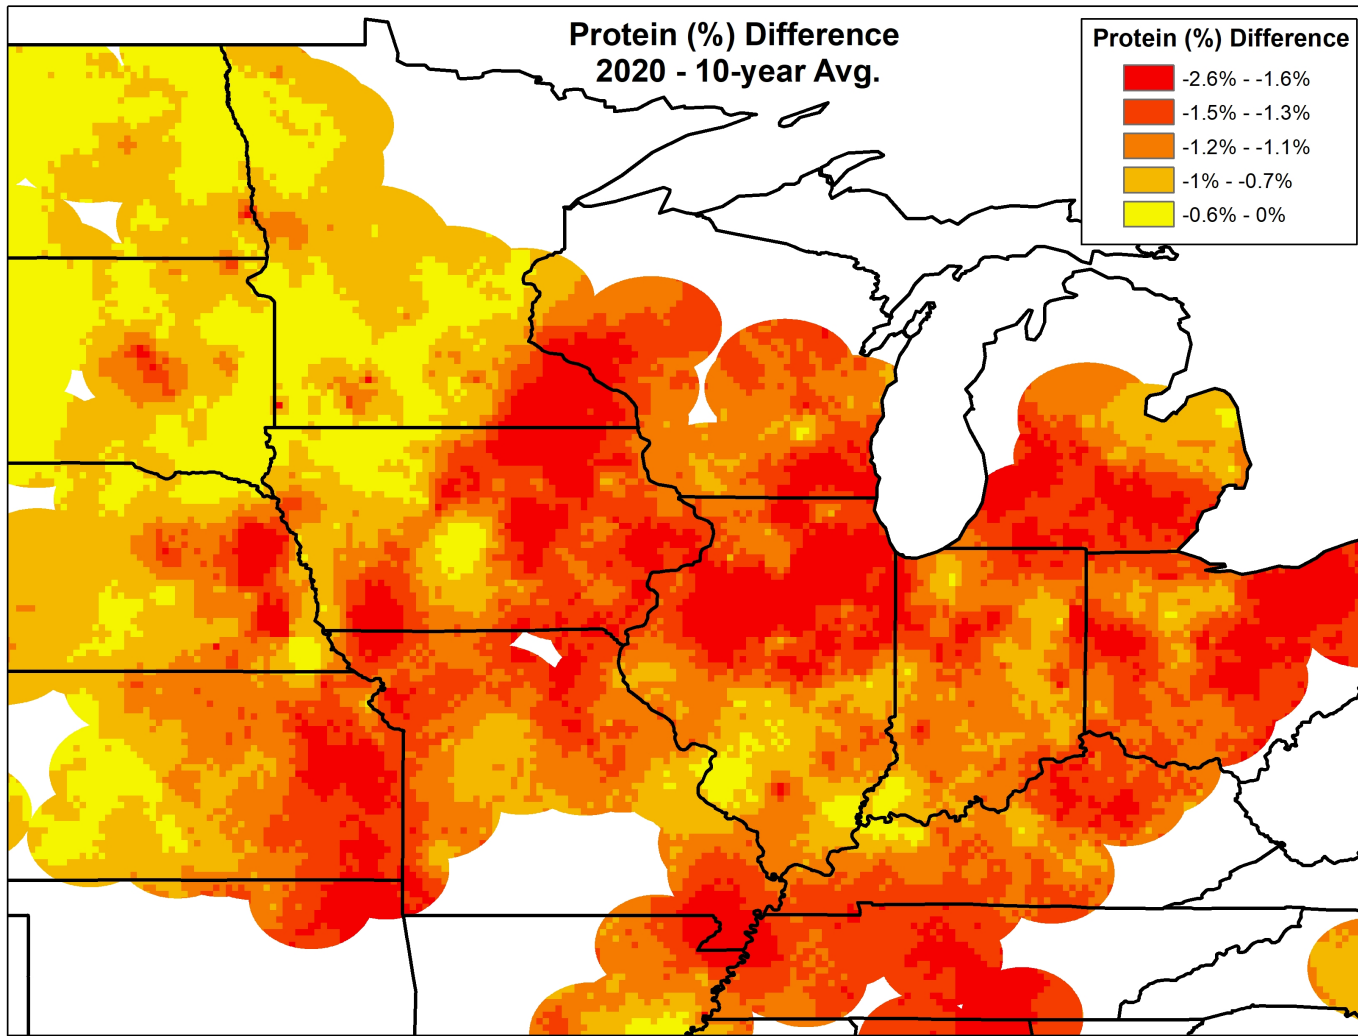 Protein (%) Difference
2020 - 10-year Avg.
Protein (%) Difference
-2.6% - -1.6%
-1.5% - -1.3%
-1.2% - -1.1%
-1% - -0.7%
-0.6% - 0%